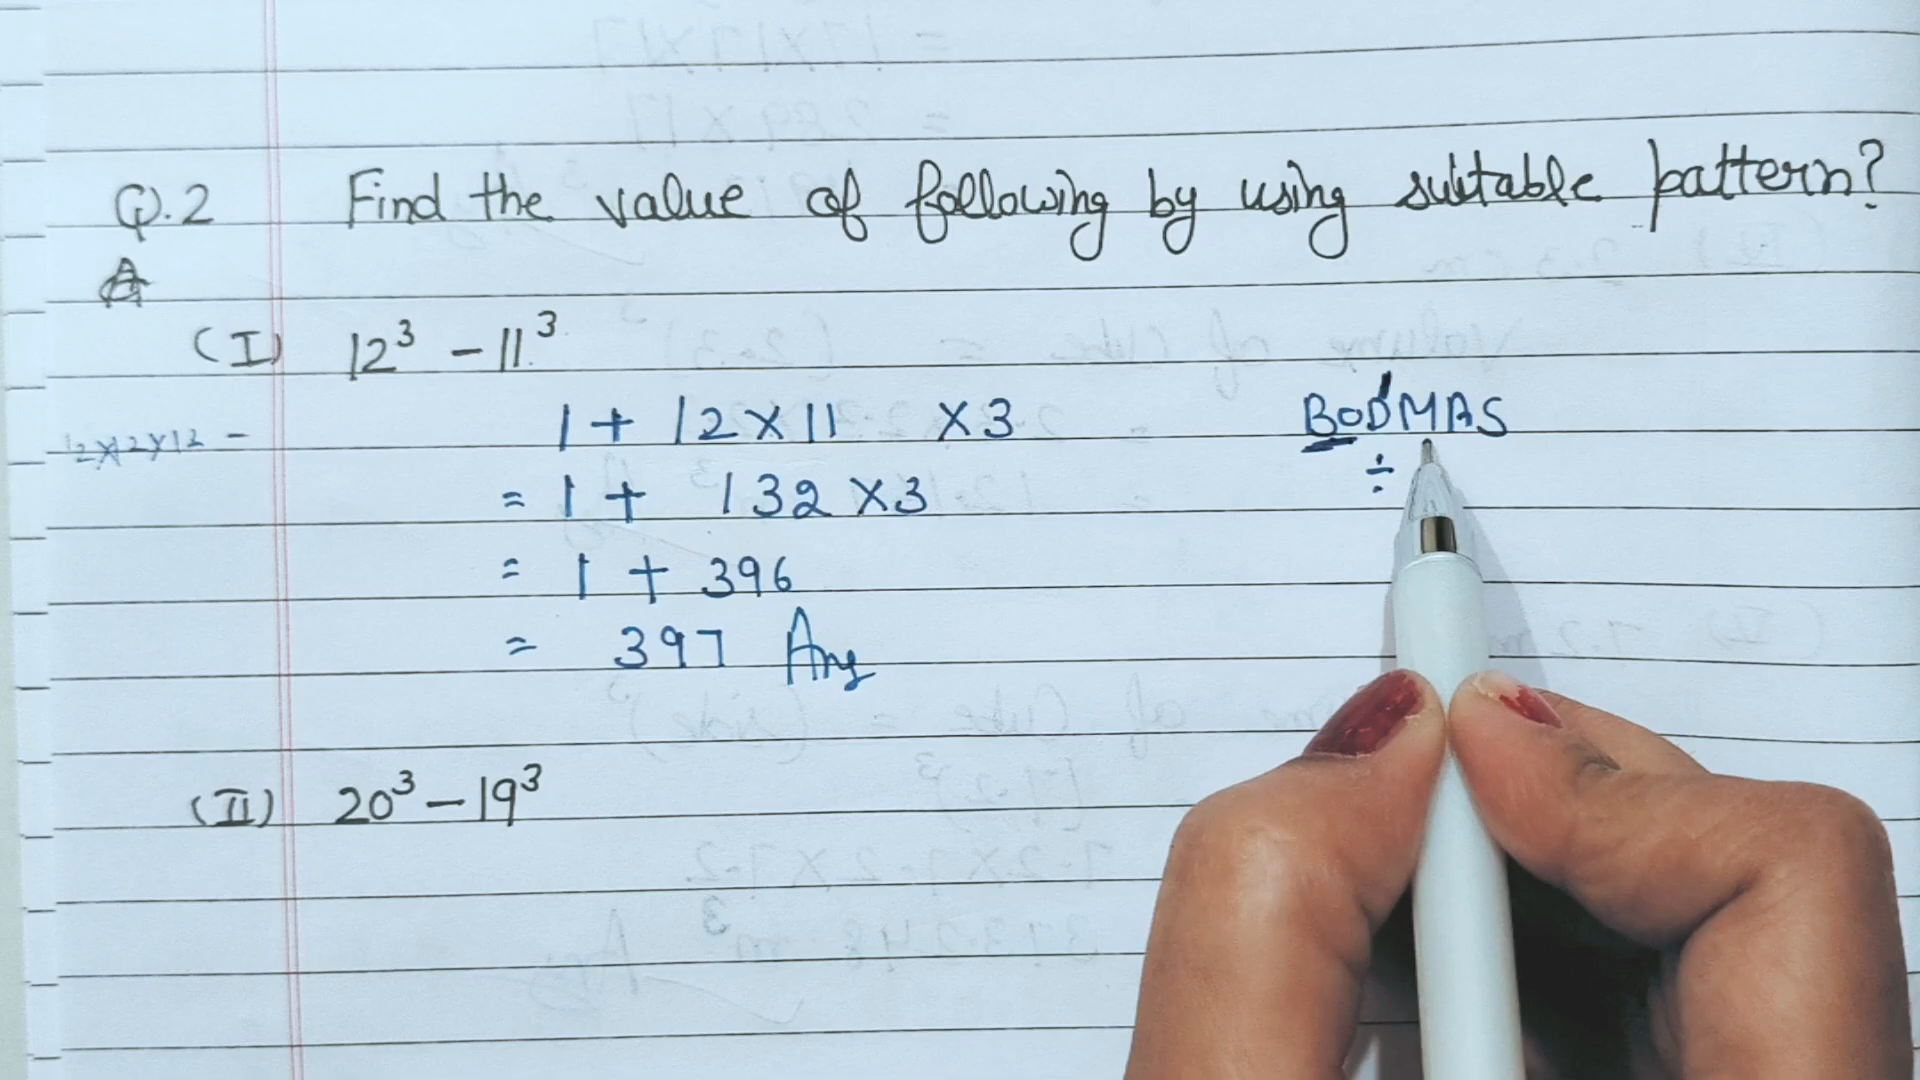 Q.2 Find the value of following by using suitable pattern?
(I) 12³ - 11³
12×12×12 -
1 + 12 × 11 × 3
= 1 + 132 × 3
= 1 + 396
= 397 Ans
BODMAS
÷
(II) 20³ - 19³